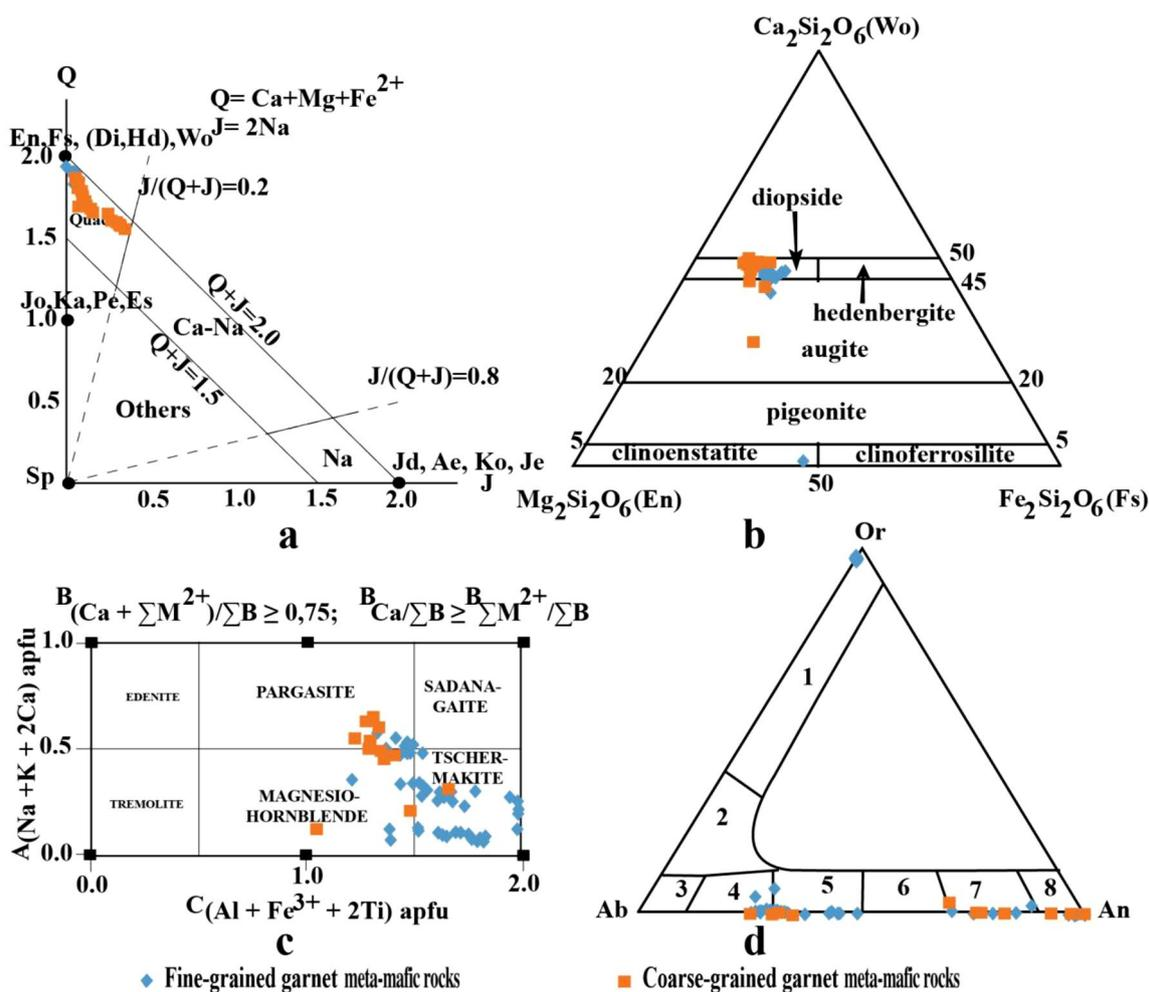 Q
Q= Ca+Mg+Fe2+
J= 2Na
En,Fs, (Di,Hd),Wo
2.0
J/(Q+J)=0.2
Quad
1.5
Jo,Ka,Pe,Es
1.0
Q+J=2.0
Ca-Na
Q+J=1.5
J/(Q+J)=0.8
0.5
Others
Na
Jd, Ae, Ko, Je
Sp
J
0.5 1.0 1.5 2.0
a
Ca2Si2O6(Wo)
diopside
50
45
hedenbergite
augite
20 20
pigeonite
5 5
clinoenstatite clinoferrosilite
50
Mg2Si2O6(En) Fe2Si2O6(Fs)
b
B(Ca + ∑M2+)/∑B ≥ 0,75; BCa/∑B ≥ B∑M2+/∑B
A(Na +K + 2Ca) apfu
1.0
0.5
0.0
EDENITE
PARGASITE
SADANA-
GAITE
TREMOLITE
MAGNESIO-
HORNBLENDE
TSCHER-
MAKITE
0.0 1.0 2.0
C(Al + Fe3+ + 2Ti) apfu
c
Or
1
2
3 4 5 6 7 8
Ab An
d
Fine-grained garnet meta-mafic rocks
Coarse-grained garnet meta-mafic rocks